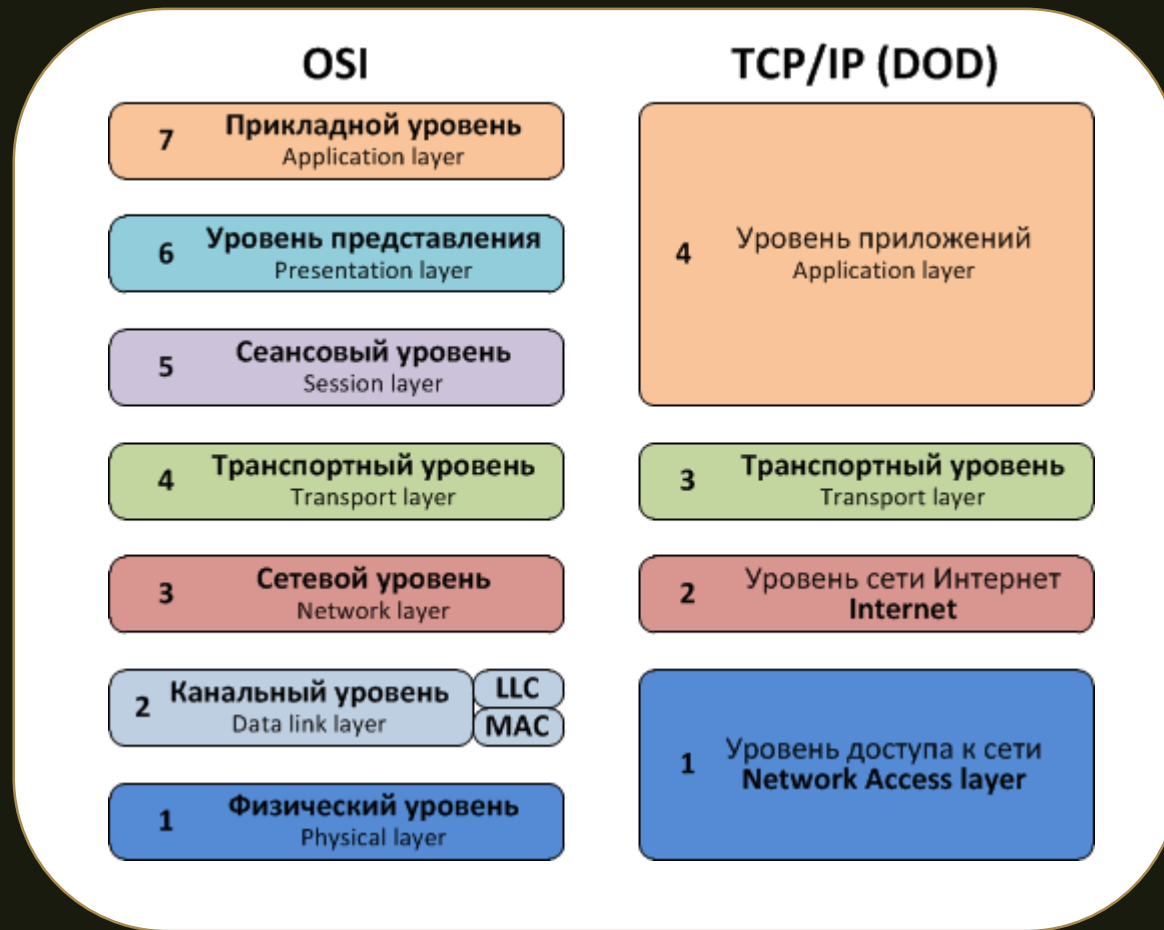 OSI
7
Прикладной уровень
Application layer
6
Уровень представления
Presentation layer
5
Сеансовый уровень
Session layer
4
Транспортный уровень
Transport layer
3
Сетевой уровень
Network layer
2
Канальный уровень
Data link layer
LLC
MAC
1
Физический уровень
Physical layer
TCP/IP (DOD)
4
Уровень приложений
Application layer
3
Транспортный уровень
Transport layer
2
Уровень сети Интернет
Internet
1
Уровень доступа к сети
Network Access layer